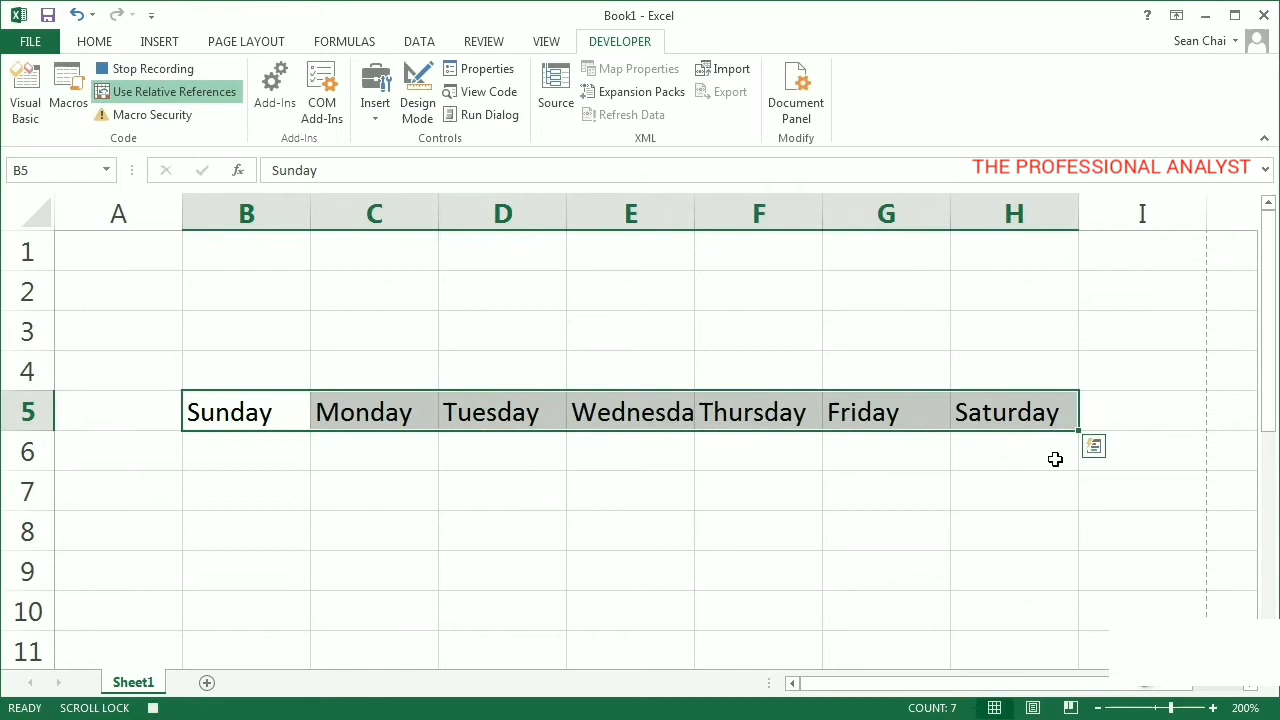 Book1 - Excel
?
FILE HOME INSERT PAGE LAYOUT FORMULAS DATA REVIEW VIEW DEVELOPER Sean Chai
Visual Basic
Macros
Stop Recording
Use Relative References
Macro Security
Code
Add-Ins
COM Add-Ins
Add-Ins
Insert
Design Mode
Properties
View Code
Run Dialog
Controls
Source
Map Properties
Expansion Packs
Refresh Data
Import
Export
XML
Document Panel
Modify
B5
fx
Sunday
THE PROFESSIONAL ANALYST
A B C D E F G H I
1
2
3
4
5 Sunday Monday Tuesday Wednesda Thursday Friday Saturday
6
7
8
9
10
11
Sheet1
READY SCROLL LOCK COUNT: 7 200%